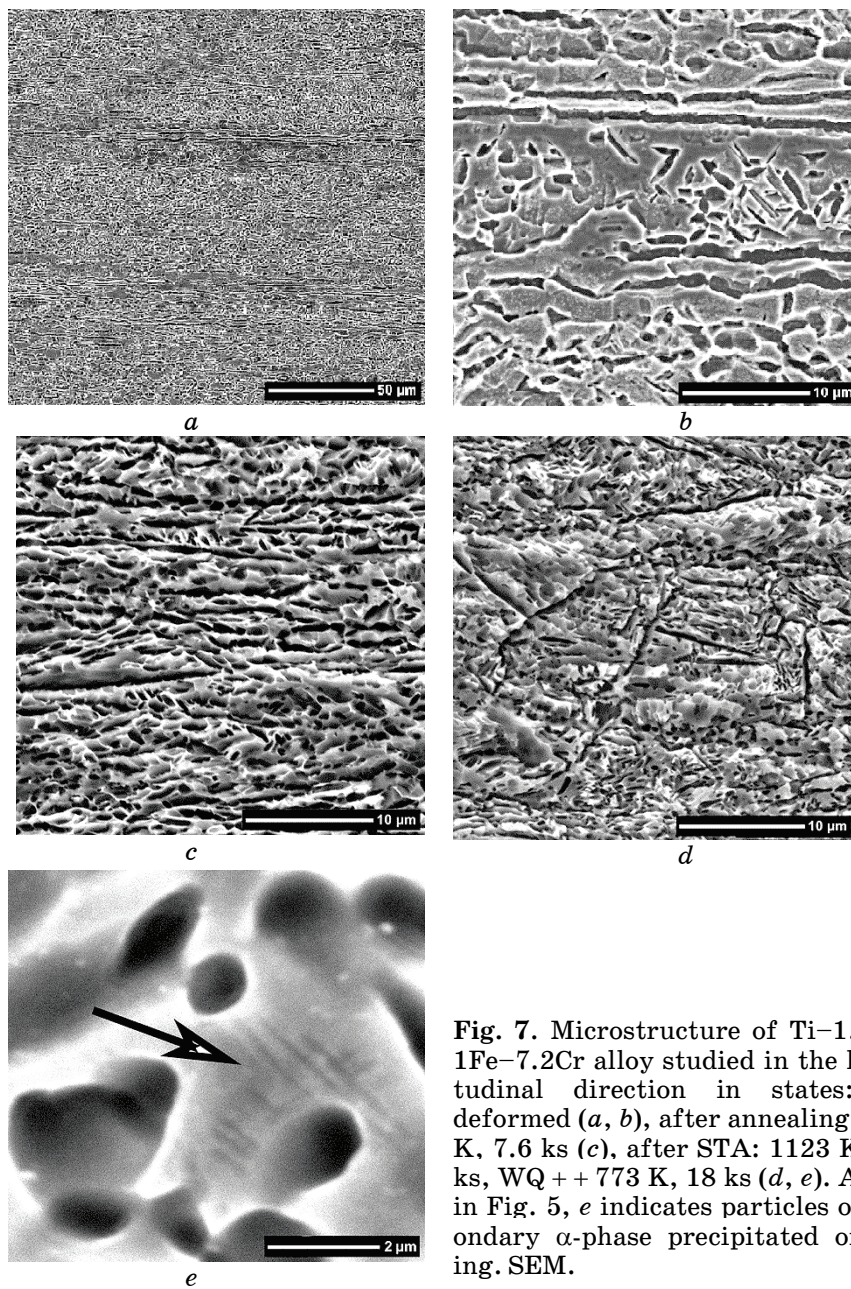 50 µm
10 µm
a
b
10 µm
10 µm
c
d
2 µm
e
Fig. 7. Microstructure of Ti–1.
1Fe–7.2Cr alloy studied in the
tudinal direction in states:
deformed (a, b), after annealing
K, 7.6 ks (c), after STA: 1123 K
ks, WQ + + 773 K, 18 ks (d, e). A
in Fig. 5, e indicates particles o
ondary α-phase precipitated o
ing. SEM.